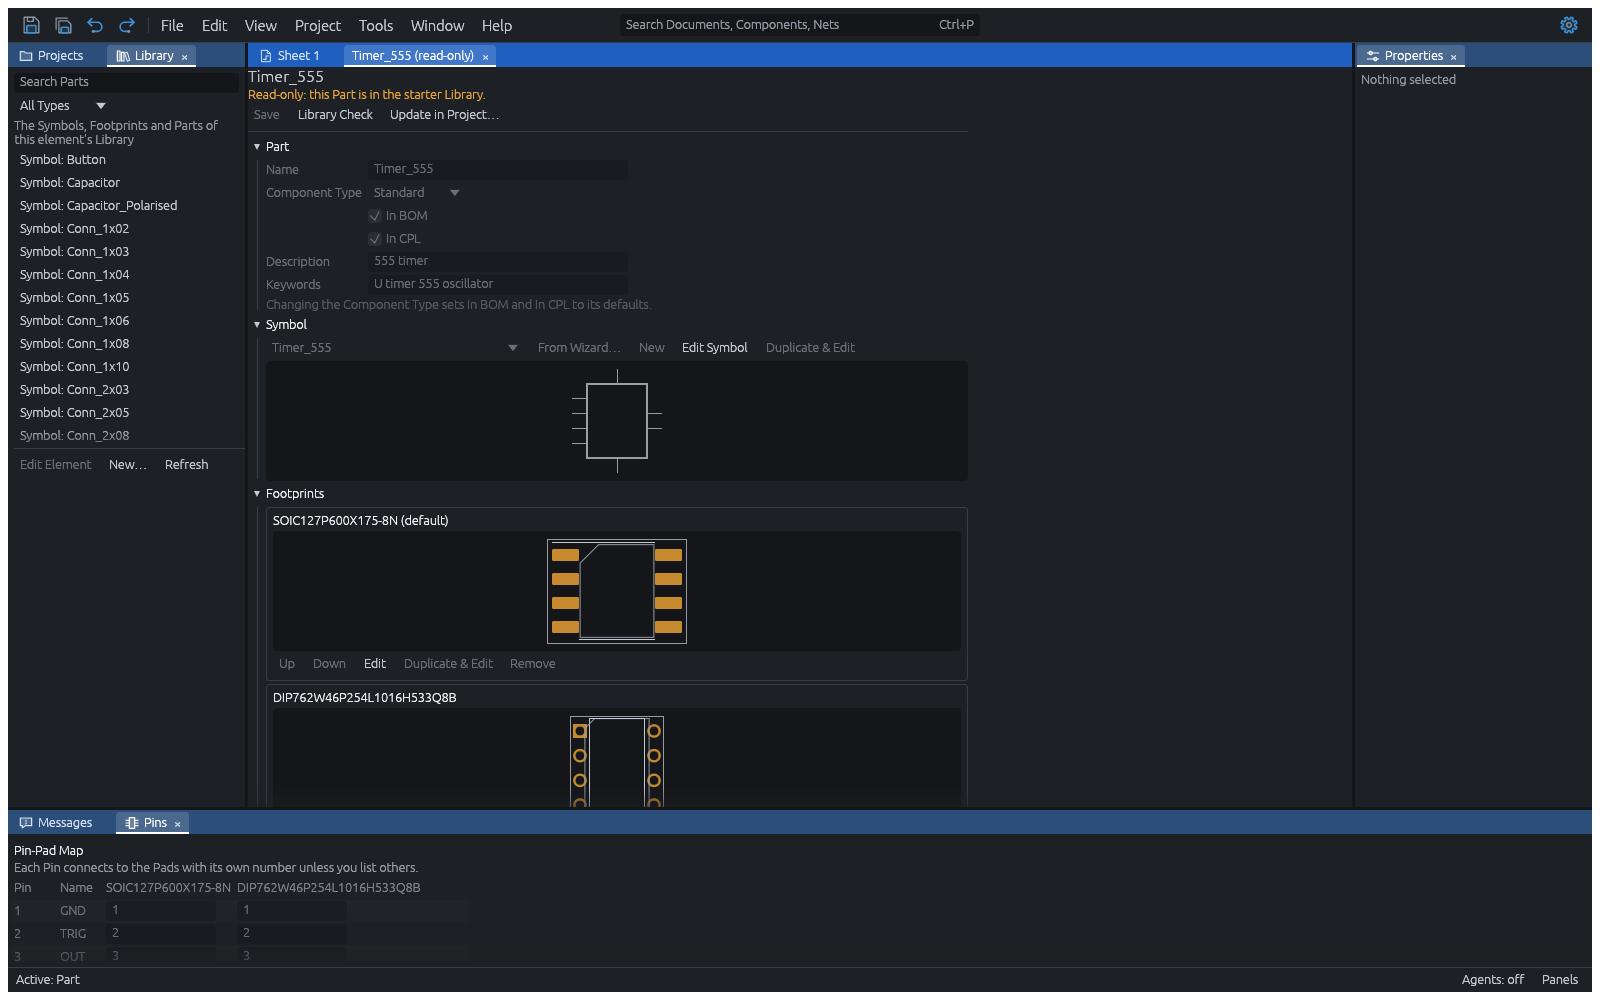 File Edit View Project Tools Window Help Search Documents, Components, Nets Ctrl+P
Projects Library × Sheet 1 Timer_555 (read-only) × Properties ×
Search Parts
All Types
The Symbols, Footprints and Parts of
this element's Library
Symbol: Button
Symbol: Capacitor
Symbol: Capacitor_Polarised
Symbol: Conn_1x02
Symbol: Conn_1x03
Symbol: Conn_1x04
Symbol: Conn_1x05
Symbol: Conn_1x06
Symbol: Conn_1x08
Symbol: Conn_1x10
Symbol: Conn_2x03
Symbol: Conn_2x05
Symbol: Conn_2x08
Edit Element New... Refresh
Timer_555
Read-only: this Part is in the starter Library.
Save Library Check Update in Project...
Part
Name Timer_555
Component Type Standard
In BOM
In CPL
Description 555 timer
Keywords U timer 555 oscillator
Changing the Component Type sets In BOM and In CPL to its defaults.
Symbol
Timer_555 From Wizard... New Edit Symbol Duplicate & Edit
Footprints
SOIC127P600X175-8N (default)
Up Down Edit Duplicate & Edit Remove
DIP762W46P254L1016H533Q8B
Nothing selected
Messages Pins ×
Pin-Pad Map
Each Pin connects to the Pads with its own number unless you list others.
Pin Name SOIC127P600X175-8N DIP762W46P254L1016H533Q8B
1 GND 1 1
2 TRIG 2 2
3 OUT 3 3
Active: Part Agents: off Panels